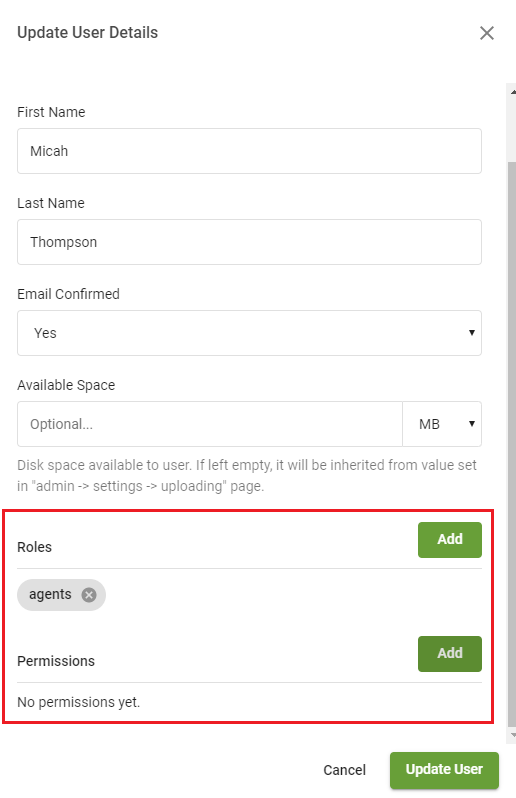 Update User Details
First Name
Micah
Last Name
Thompson
Email Confirmed
Yes
Available Space
Optional... MB
Disk space available to user. If left empty, it will be inherited from value set
in "admin -> settings -> uploading" page.
Roles Add
agents
Permissions Add
No permissions yet.
Cancel Update User